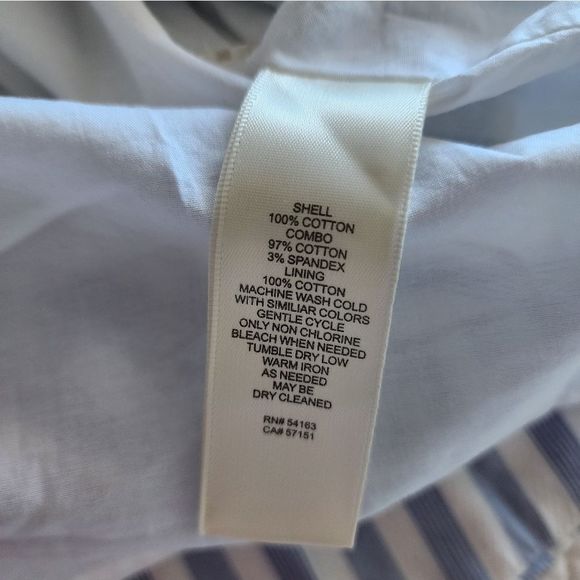 SHELL
100% COTTON
COMBO
97% COTTON
3% SPANDEX
LINING
100% COTTON
MACHINE WASH COLD
WITH SIMILIAR COLORS
GENTLE CYCLE
ONLY NON CHLORINE
BLEACH WHEN NEEDED
TUMBLE DRY LOW
WARM IRON
AS NEEDED
MAY BE
DRY CLEANED
RN# 54163
CA# 57151